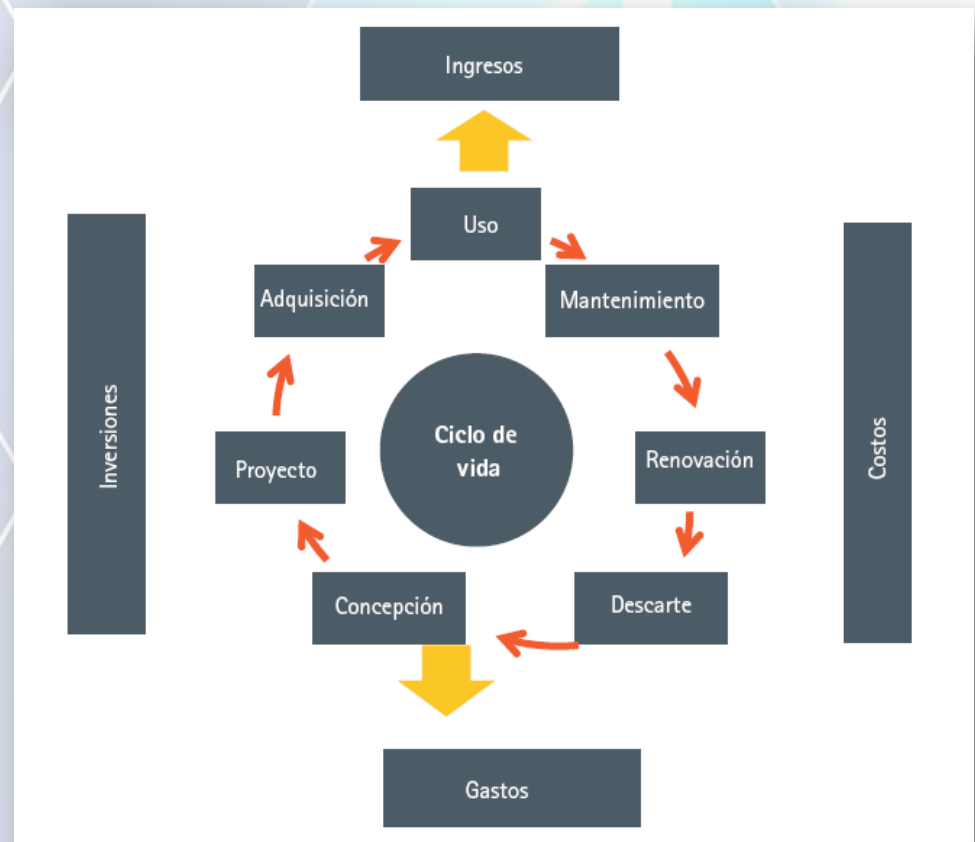 Ingresos
Uso
Adquisición
Mantenimiento
Inversiones
Ciclo de
vida
Proyecto
Renovación
Costos
Concepción
Descarte
Gastos